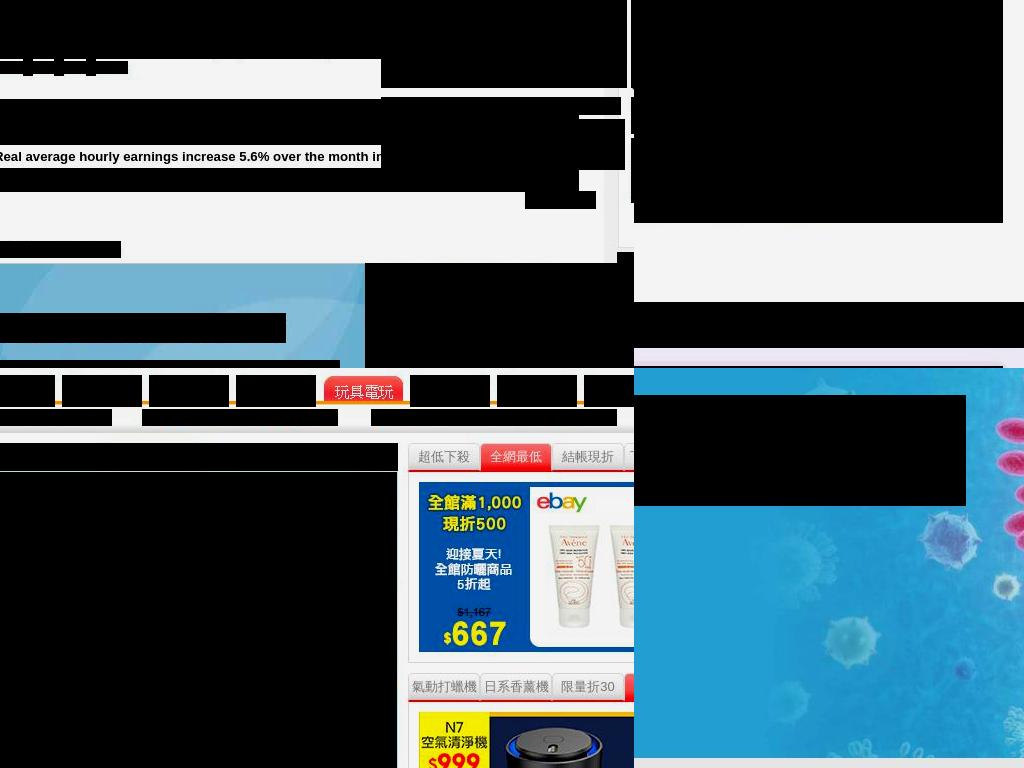 Real average hourly earnings increase 5.6% over the month in
玩具電玩
超低下殺 全網最低 結帳現折
全館滿1,000
現折500
ebay
迎接夏天!
全館防曬商品
5折起
Avène
50+
$1,167
$667
氣動打蠟機 日系香薰機 限量折30
N7
空氣清淨機
$999